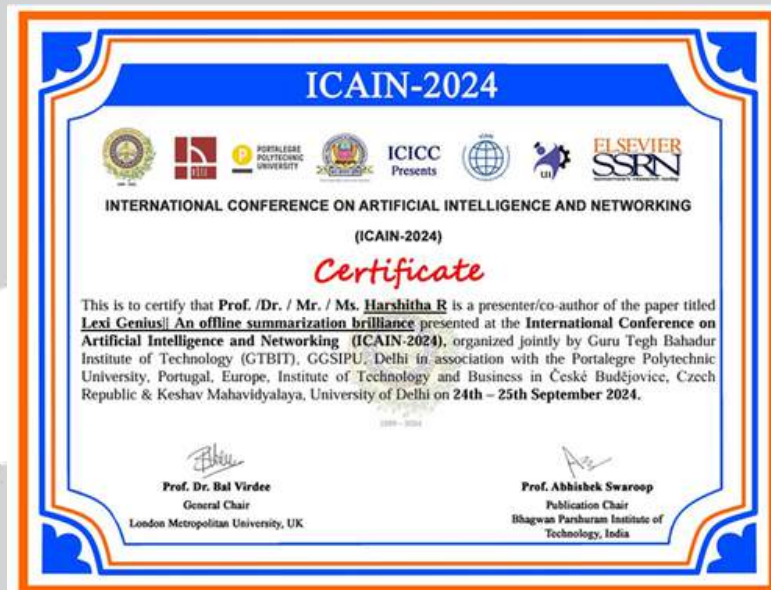 ICAIN-2024
PORTALEGRE
POLYTECHNIC
UNIVERSITY
ICICC
Presents
ELSEVIER
SSRN
INTERNATIONAL CONFERENCE ON ARTIFICIAL INTELLIGENCE AND NETWORKING
(ICAIN-2024)
Certificate
This is to certify that Prof. /Dr. / Mr. / Ms. Harshitha R is a presenter/co-author of the paper titled
Lexi Genius|| An offline summarization brilliance presented at the International Conference on
Artificial Intelligence and Networking (ICAIN-2024), organized jointly by Guru Tegh Bahadur
Institute of Technology (GTBIT), GGSIPU, Delhi in association with the Portalegre Polytechnic
University, Portugal, Europe, Institute of Technology and Business in České Budějovice, Czech
Republic & Keshav Mahavidyalaya, University of Delhi on 24th – 25th September 2024.
Prof. Dr. Bal Virdee
General Chair
London Metropolitan University, UK
Prof. Abhishek Swaroop
Publication Chair
Bhagwan Parshuram Institute of
Technology, India